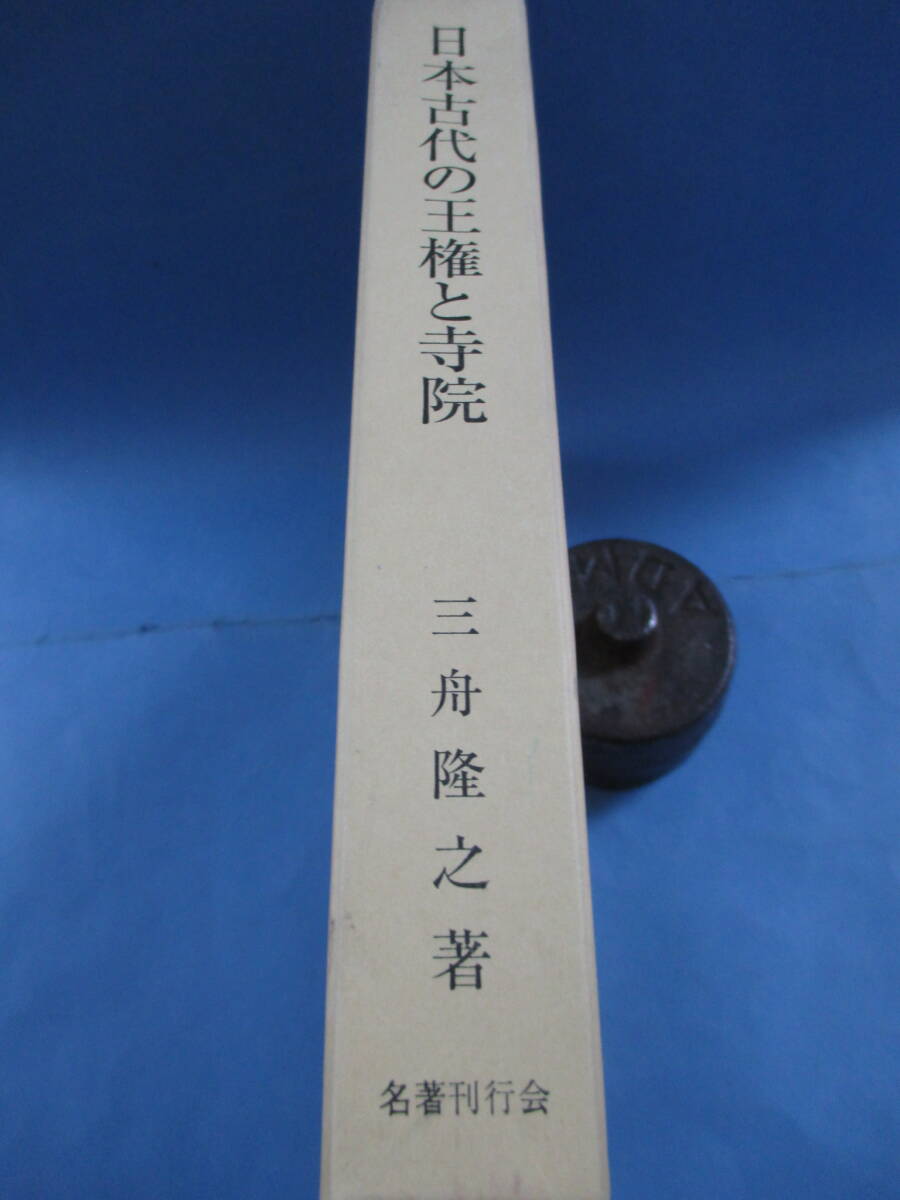 日本古代の王権と寺院
三舟隆之著
名著刊行会